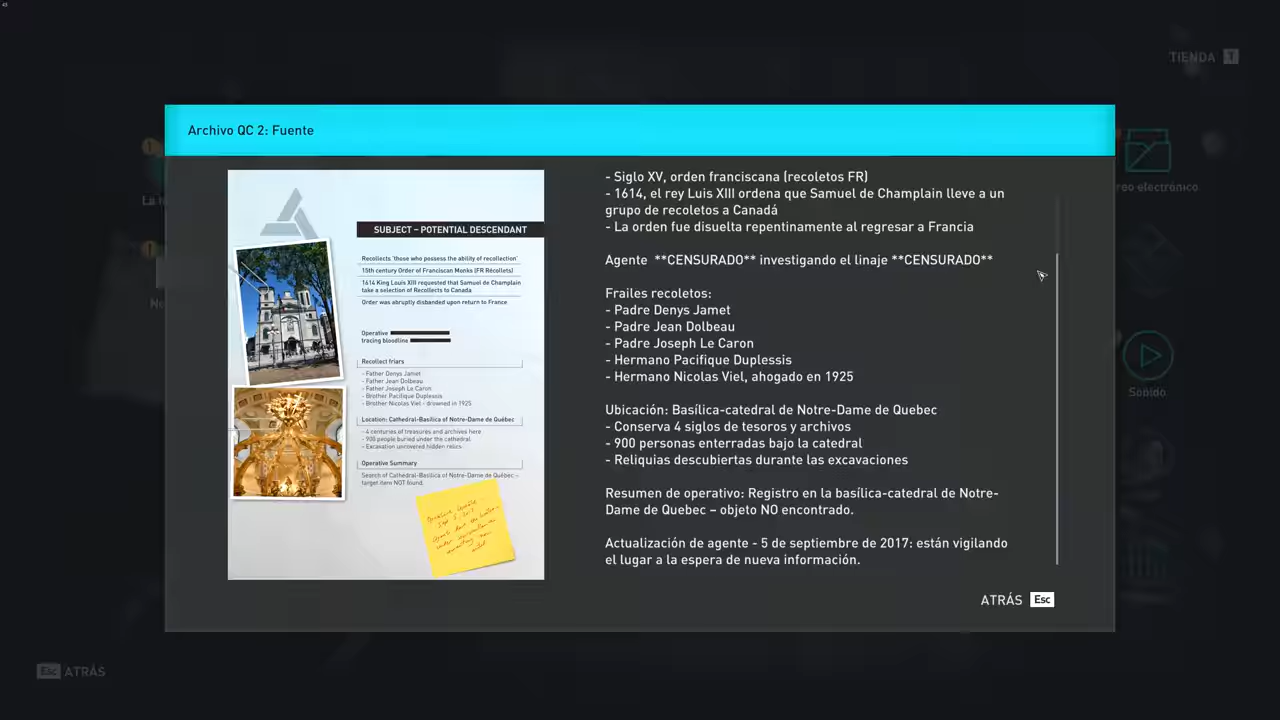 45
TIENDA T
Archivo QC 2: Fuente
SUBJECT – POTENTIAL DESCENDANT
Recollects 'those who possess the ability of recollection'
15th century Order of Franciscan Monks (FR Récollets)
1614 King Louis XIII requested that Samuel de Champlain
take a selection of Recollects to Canada
Order was abruptly disbanded upon return to France
Operative
tracing bloodline
Recollect friars
- Father Denys Jamet
- Father Jean Dolbeau
- Father Joseph Le Caron
- Brother Pacifique Duplessis
- Brother Nicolas Viel - drowned in 1925
Location: Cathedral-Basilica of Notre-Dame de Québec
- 4 centuries of treasures and archives here
- 900 people buried under the cathedral
- Excavation uncovered hidden relics
Operative Summary
Search of Cathedral-Basilica of Notre-Dame de Québec –
target item NOT found.
- Siglo XV, orden franciscana (recoletos FR)
- 1614, el rey Luis XIII ordena que Samuel de Champlain lleve a un
grupo de recoletos a Canadá
- La orden fue disuelta repentinamente al regresar a Francia
Agente **CENSURADO** investigando el linaje **CENSURADO**
Frailes recoletos:
- Padre Denys Jamet
- Padre Jean Dolbeau
- Padre Joseph Le Caron
- Hermano Pacifique Duplessis
- Hermano Nicolas Viel, ahogado en 1925
Ubicación: Basílica-catedral de Notre-Dame de Quebec
- Conserva 4 siglos de tesoros y archivos
- 900 personas enterradas bajo la catedral
- Reliquias descubiertas durante las excavaciones
Resumen de operativo: Registro en la basílica-catedral de Notre-
Dame de Quebec – objeto NO encontrado.
Actualización de agente - 5 de septiembre de 2017: están vigilando
el lugar a la espera de nueva información.
ATRÁS Esc
reo electrónico
Sonido
Esc ATRÁS